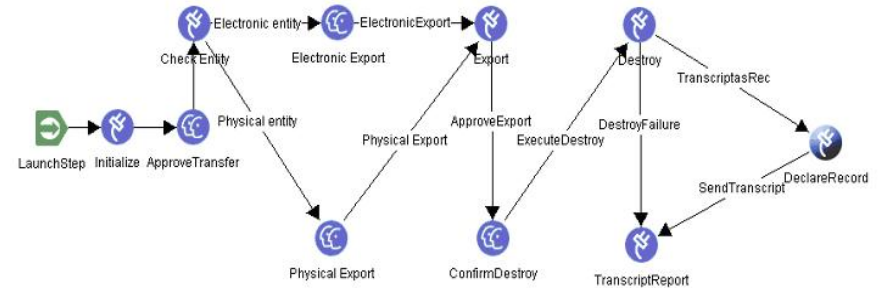 Electronic entity
ElectronicExport
Check Entity
Electronic Export
Export
Destroy
TranscriptasRec
Physical entity
ApproveExport
DestroyFailure
Physical Export
ExecuteDestroy
LaunchStep
Initialize
ApproveTransfer
DeclareRecord
SendTranscript
Physical Export
ConfirmDestroy
TranscriptReport